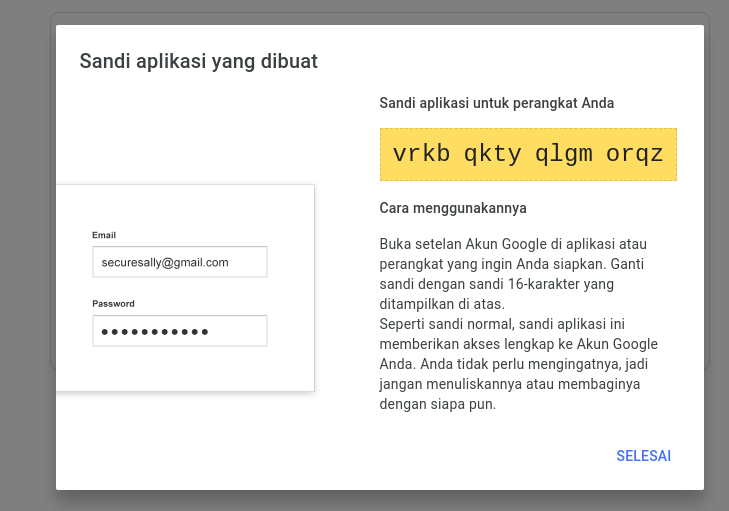 Sandi aplikasi yang dibuat
Sandi aplikasi untuk perangkat Anda
vrkb qkty qlgm orqz
Email
securesally@gmail.com
Password
Cara menggunakannya
Buka setelan Akun Google di aplikasi atau
perangkat yang ingin Anda siapkan. Ganti
sandi dengan sandi 16-karakter yang
ditampilkan di atas.
Seperti sandi normal, sandi aplikasi ini
memberikan akses lengkap ke Akun Google
Anda. Anda tidak perlu mengingatnya, jadi
jangan menuliskannya atau membaginya
dengan siapa pun.
SELESAI